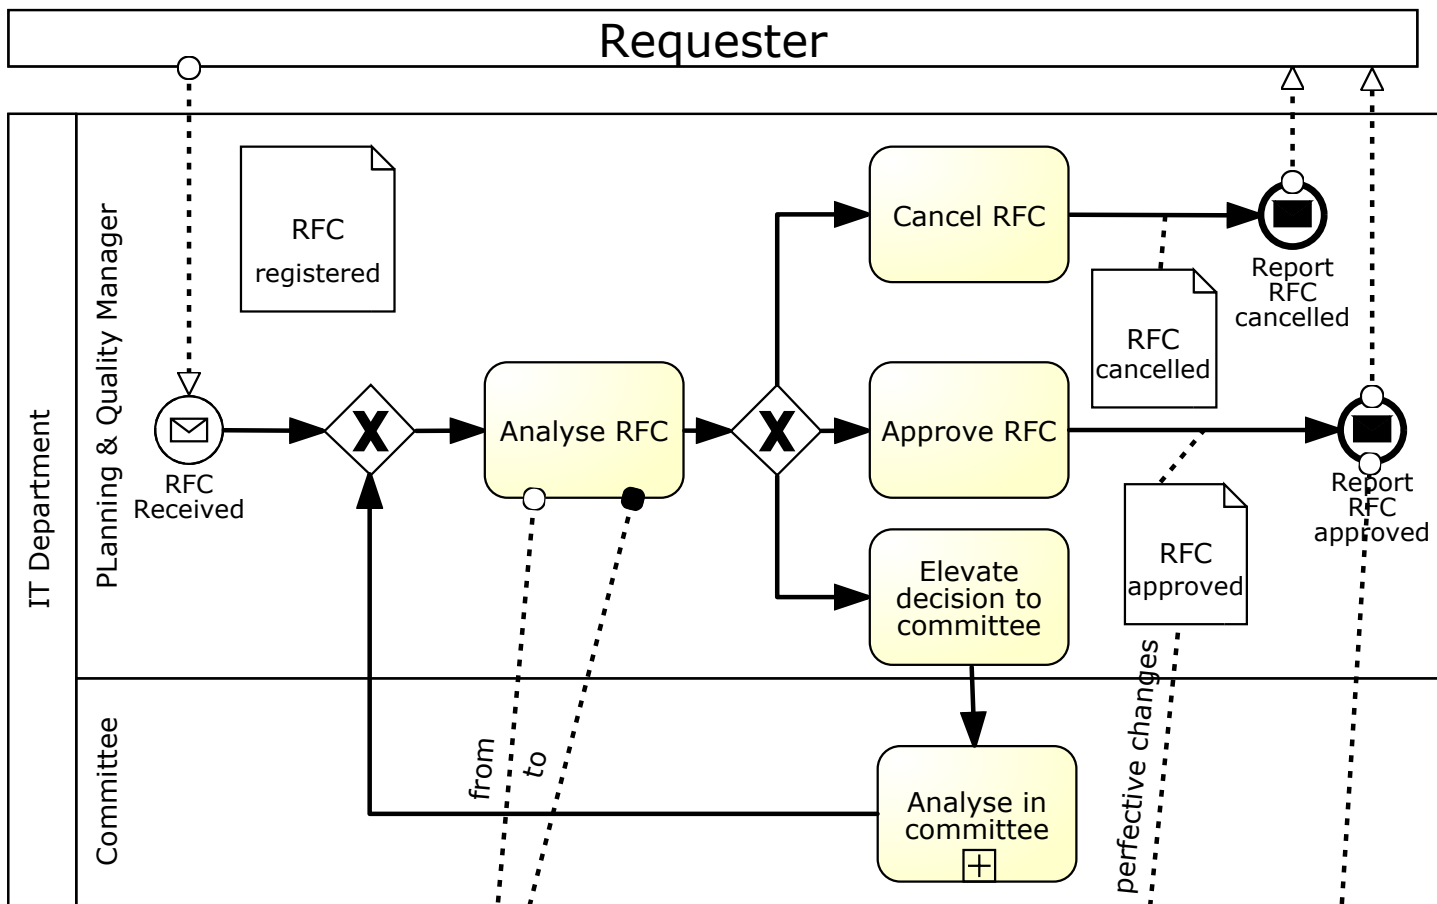 Requester
IT Department
PLanning & Quality Manager
RFC
registered
RFC
Received
X
Analyse RFC
X
Cancel RFC
RFC
cancelled
Report
RFC
cancelled
Approve RFC
RFC
approved
Report
RFC
approved
Elevate
decision to
committee
Committee
from
to
Analyse in
committee
perfective changes